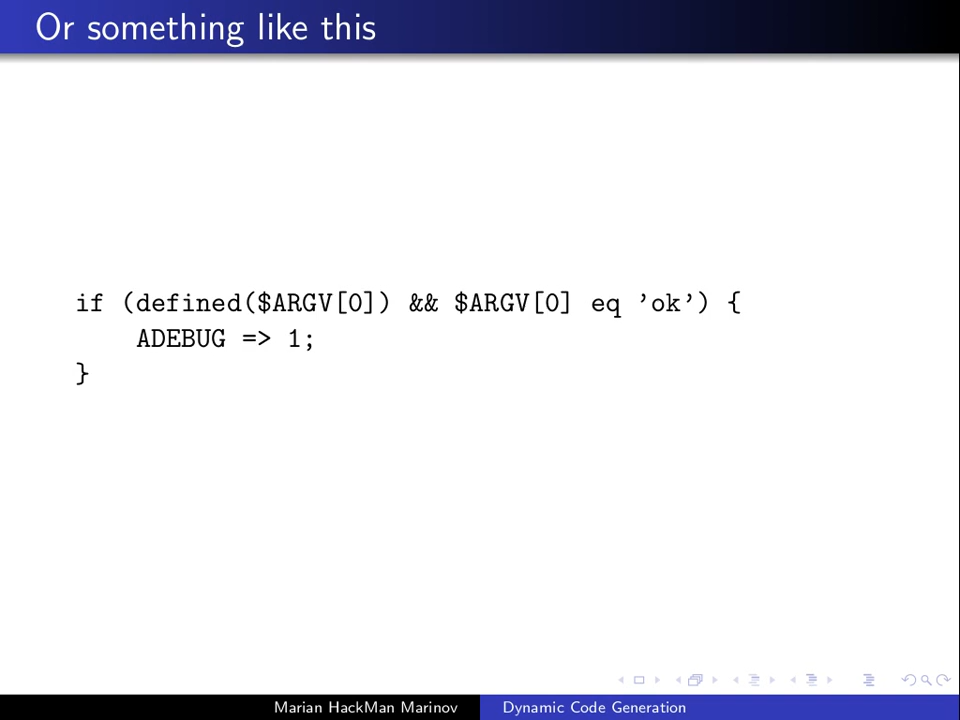 Or something like this
if (defined($ARGV[0]) && $ARGV[0] eq ’ok’) {
ADEBUG => 1;
}
Marian HackMan Marinov
Dynamic Code Generation